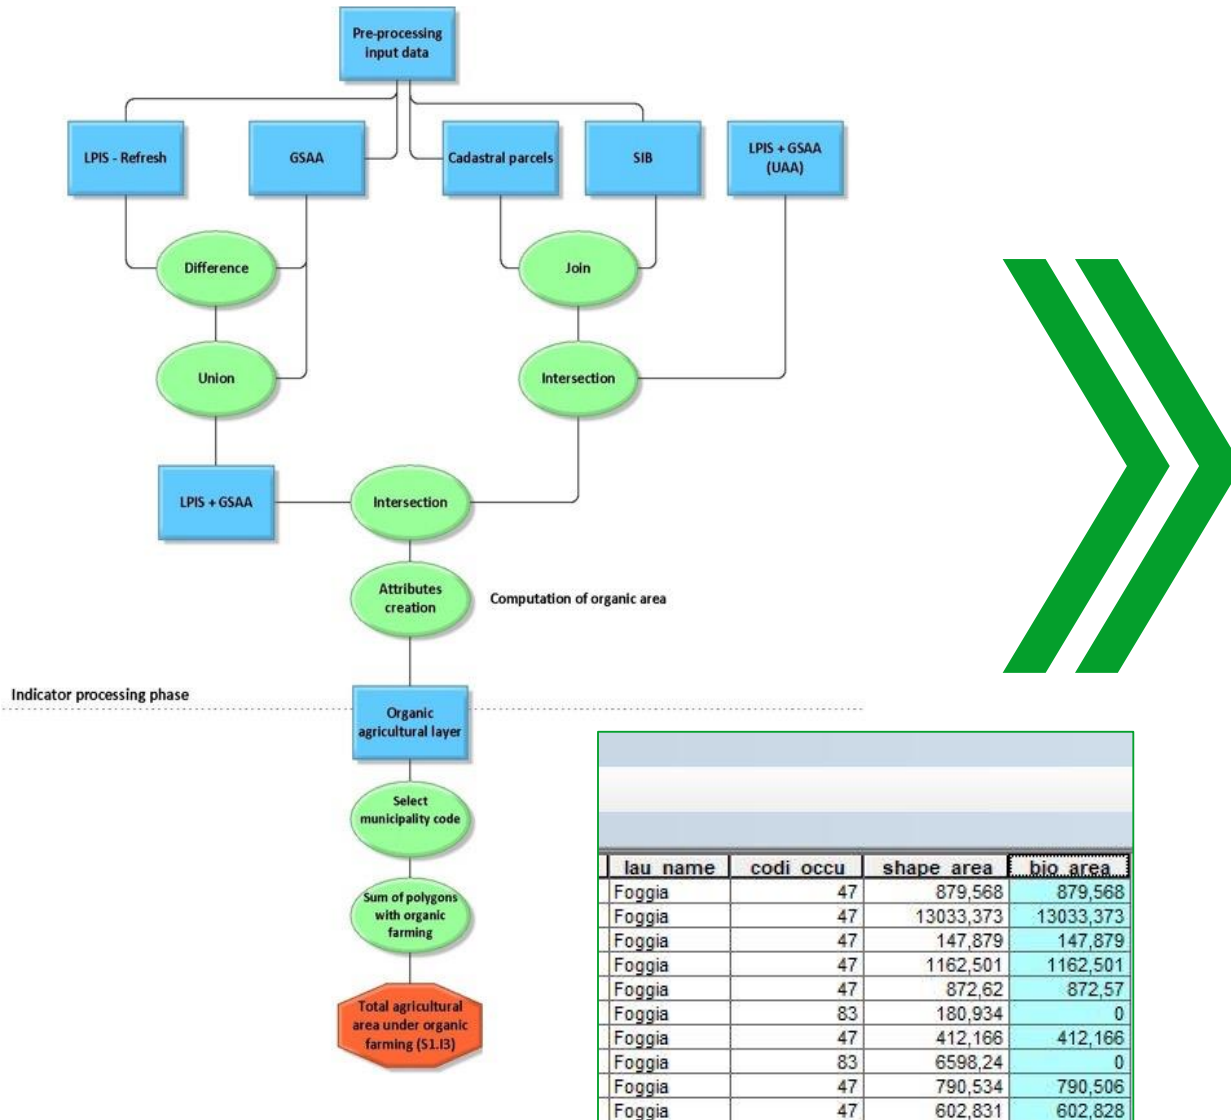 Pre-processing
input data
LPIS - Refresh
GSAA
Cadastral parcels
SIB
LPIS + GSAA
(UAA)
Difference
Join
Union
Intersection
LPIS + GSAA
Intersection
Attributes
creation
Computation of organic area
Indicator processing phase
Organic
agricultural layer
Select
municipality code
Sum of polygons
with organic
farming
Total agricultural
area under organic
farming (S1.I3)
lau_name codi_occu shape_area bio_area
Foggia 47 879,568 879,568
Foggia 47 13033,373 13033,373
Foggia 47 147,879 147,879
Foggia 47 1162,501 1162,501
Foggia 47 872,62 872,57
Foggia 83 180,934 0
Foggia 47 412,166 412,166
Foggia 83 6598,24 0
Foggia 47 790,534 790,506
Foggia 47 602,831 602,828